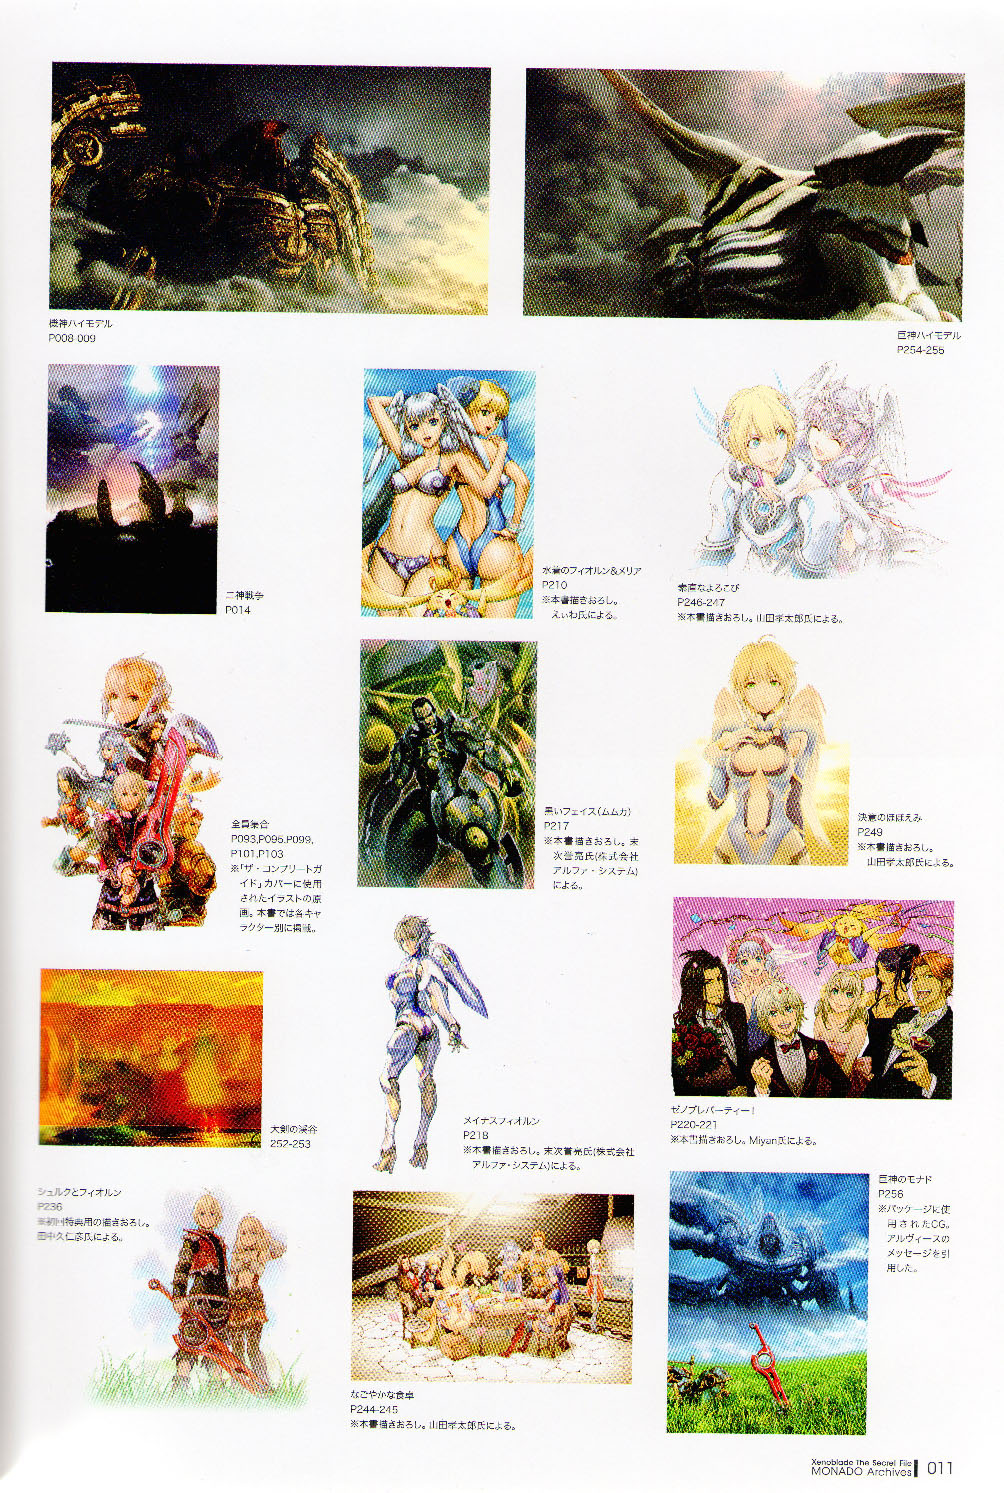 機神ハイモデル
P008-009
巨神ハイモデル
P254-255
二神戦争
P014
水着のフィオルン&メリア
P210
※本書描きおろし。
えぃわ氏による。
素直なよろこび
P246-247
※本書描きおろし。山田孝太郎氏による。
全員集合
P093,P095,P099,
P101,P103
※「ザ・コンプリートガ
イド」カバーに使用
されたイラストの原
画。本書では各キャ
ラクター別に掲載。
黒いフェイス(ムムカ)
P217
※本書描きおろし。末
次誉亮氏(株式会社
アルファ・システム)
による。
決意のほほえみ
P249
※本書描きおろし。
山田孝太郎氏による。
大剣の渓谷
252-253
メイナスフィオルン
P218
※本書描きおろし。末次誉亮氏(株式会社
アルファ・システム)による。
ゼノブレパーティー!
P220-221
※本書描きおろし。Miyan氏による。
シュルクとフィオルン
P236
※初回特典用の描きおろし。
田中久仁彦氏による。
なごやかな食卓
P244-245
※本書描きおろし。山田孝太郎氏による。
巨神のモナド
P256
※パッケージに使
用されたCG。
アルヴィースの
メッセージを引
用した。
Xenoblade The Secret File
MONADO Archives 011